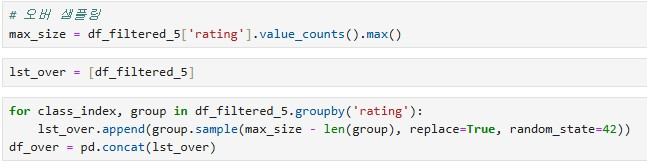 # 오버 샘플링
max_size = df_filtered_5['rating'].value_counts().max()
lst_over = [df_filtered_5]
for class_index, group in df_filtered_5.groupby('rating'):
    lst_over.append(group.sample(max_size - len(group), replace=True, random_state=42))
df_over = pd.concat(lst_over)